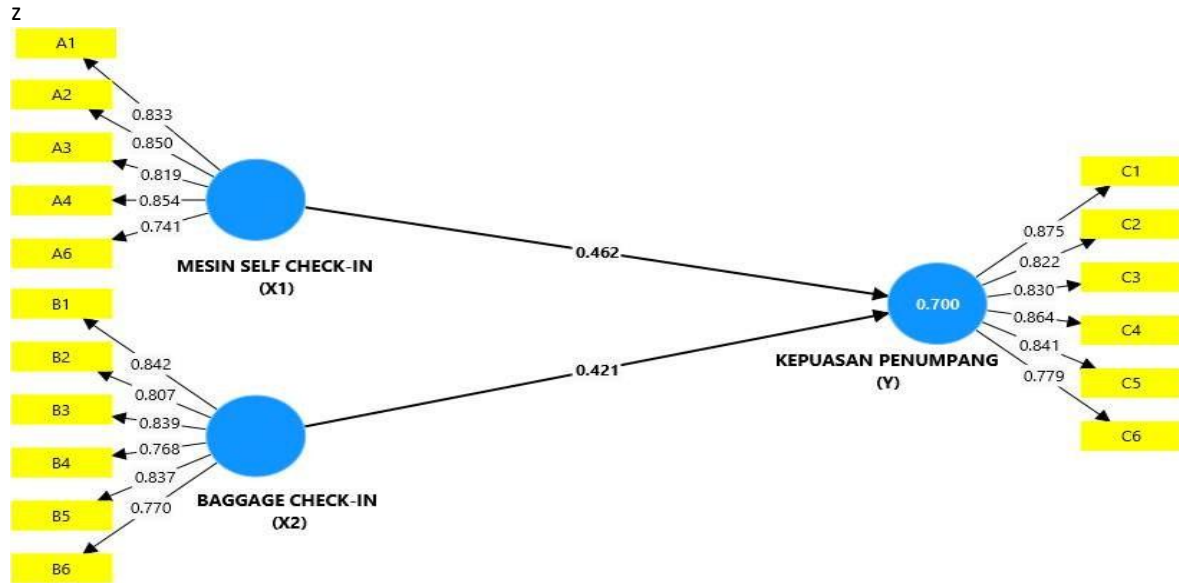 z
A1
A2
A3
A4
A6
0.833
0.850
0.819
0.854
0.741
MESIN SELF CHECK-IN
(X1)
B1
B2
B3
B4
B5
B6
0.842
0.807
0.839
0.768
0.837
0.770
BAGGAGE CHECK-IN
(X2)
0.462
0.421
0.700
KEPUASAN PENUMPANG
(Y)
0.875
0.822
0.830
0.864
0.841
0.779
C1
C2
C3
C4
C5
C6